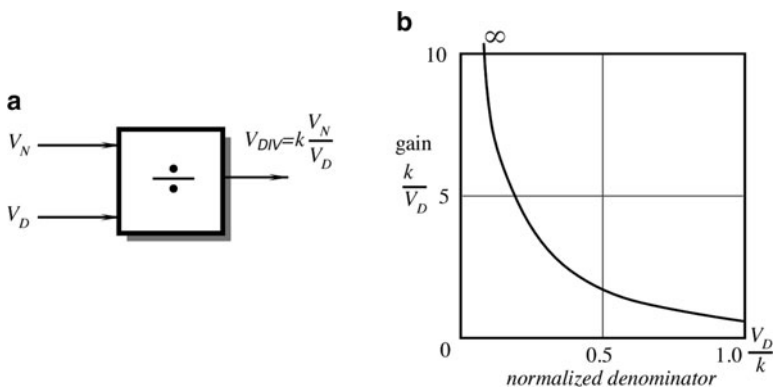 a
V_N
V_D
÷
V_DIV=k V_N/V_D
b
∞
10
gain
k/V_D
5
0
0.5
1.0
V_D/k
normalized denominator